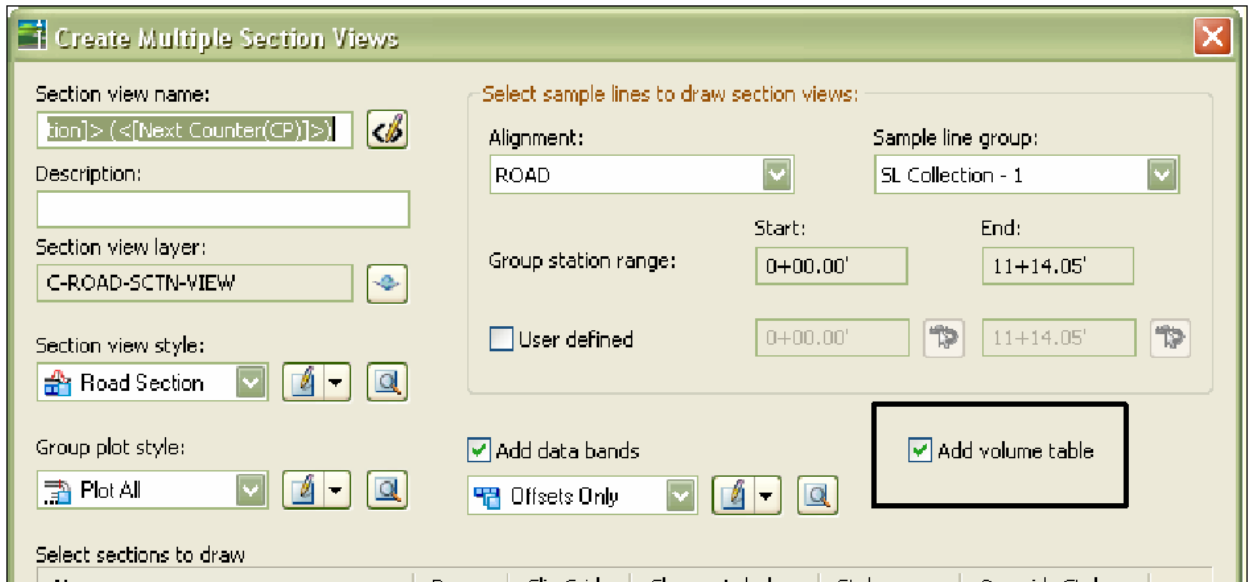 Create Multiple Section Views
Section view name:
tion]> (<[Next Counter(CP)]>)
Description:
Section view layer:
C-ROAD-SCTN-VIEW
Section view style:
Road Section
Group plot style:
Plot All
Select sample lines to draw section views:
Alignment:
Sample line group:
ROAD
SL Collection - 1
Start:
End:
Group station range:
0+00.00'
11+14.05'
User defined
0+00.00'
11+14.05'
Add data bands
Add volume table
Offsets Only
Select sections to draw